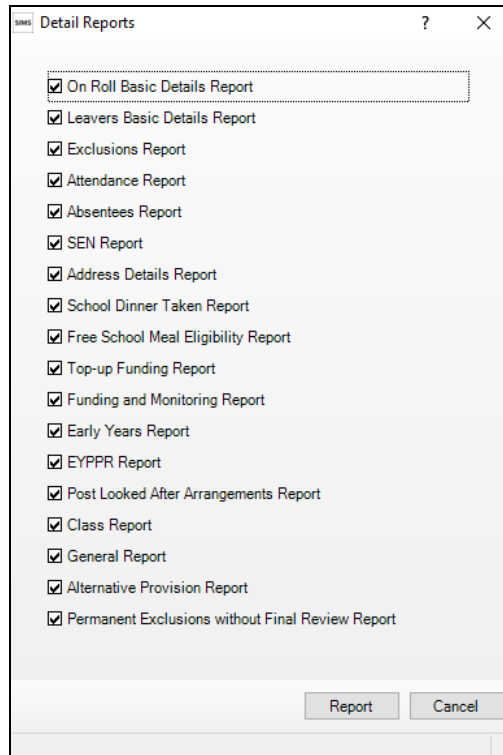 SIMS Detail Reports ? X
On Roll Basic Details Report
Leavers Basic Details Report
Exclusions Report
Attendance Report
Absentees Report
SEN Report
Address Details Report
School Dinner Taken Report
Free School Meal Eligibility Report
Top-up Funding Report
Funding and Monitoring Report
Early Years Report
EYPPR Report
Post Looked After Arrangements Report
Class Report
General Report
Alternative Provision Report
Permanent Exclusions without Final Review Report
Report Cancel